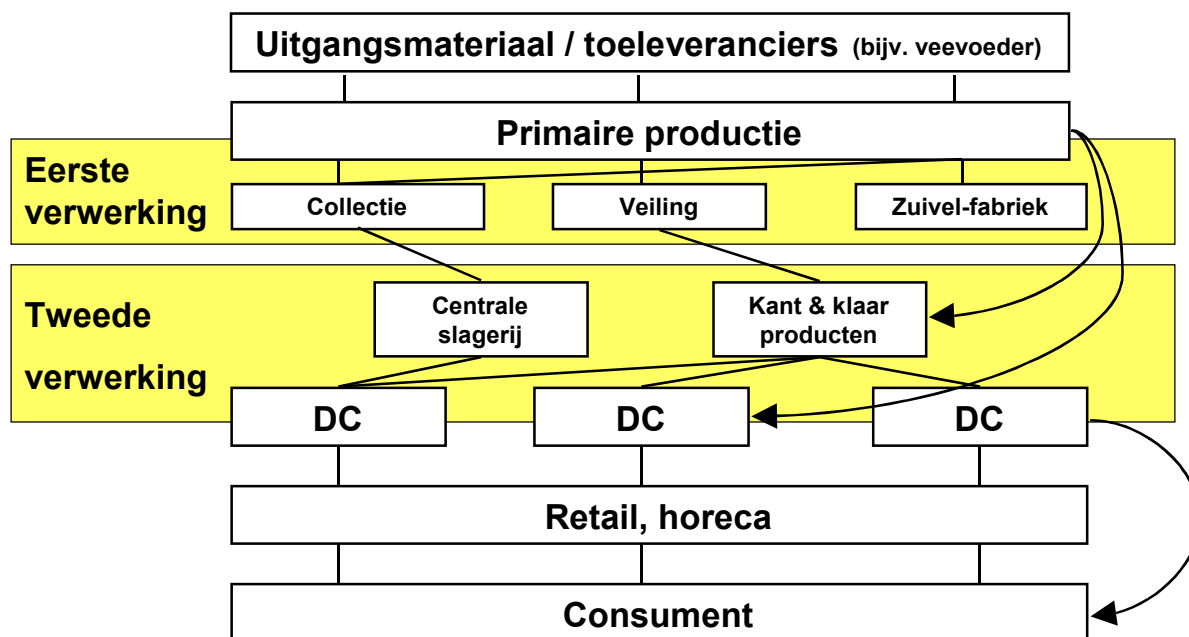 Uitgangsmateriaal / toeleveranciers (bijv. veevoeder)
Primaire productie
Eerste
verwerking
Collectie
Veiling
Zuivel-fabriek
Tweede
verwerking
Centrale
slagerij
Kant & klaar
producten
DC
DC
DC
Retail, horeca
Consument